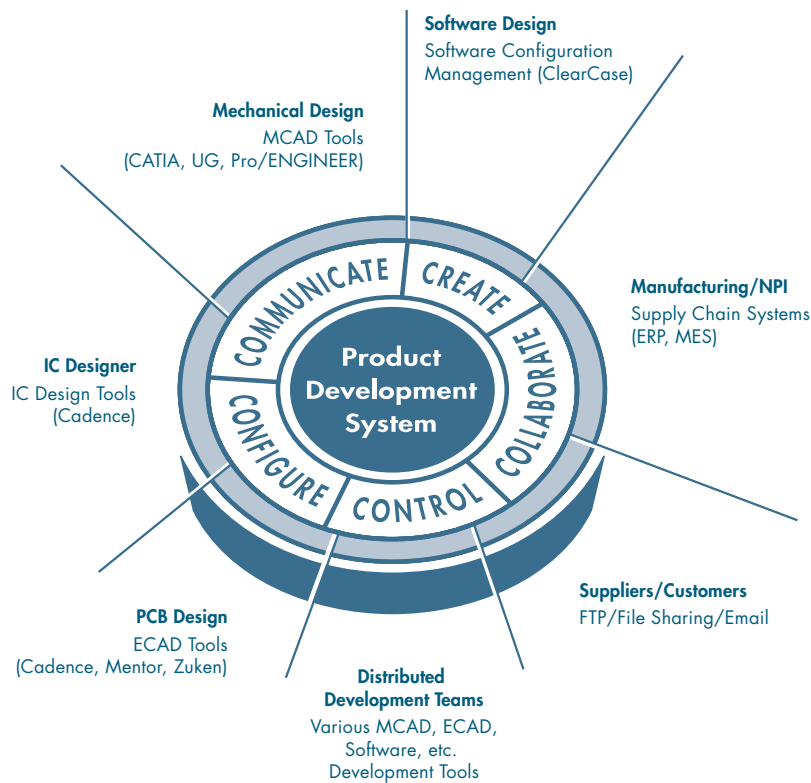 Software Design
Software Configuration
Management (ClearCase)
Mechanical Design
MCAD Tools
(CATIA, UG, Pro/ENGINEER)
Manufacturing/NPI
Supply Chain Systems
(ERP, MES)
IC Designer
IC Design Tools
(Cadence)
COMMUNICATE
CREATE
COLLABORATE
CONTROL
CONFIGURE
Product
Development
System
Suppliers/Customers
FTP/File Sharing/Email
PCB Design
ECAD Tools
(Cadence, Mentor, Zuken)
Distributed
Development Teams
Various MCAD, ECAD,
Software, etc.
Development Tools